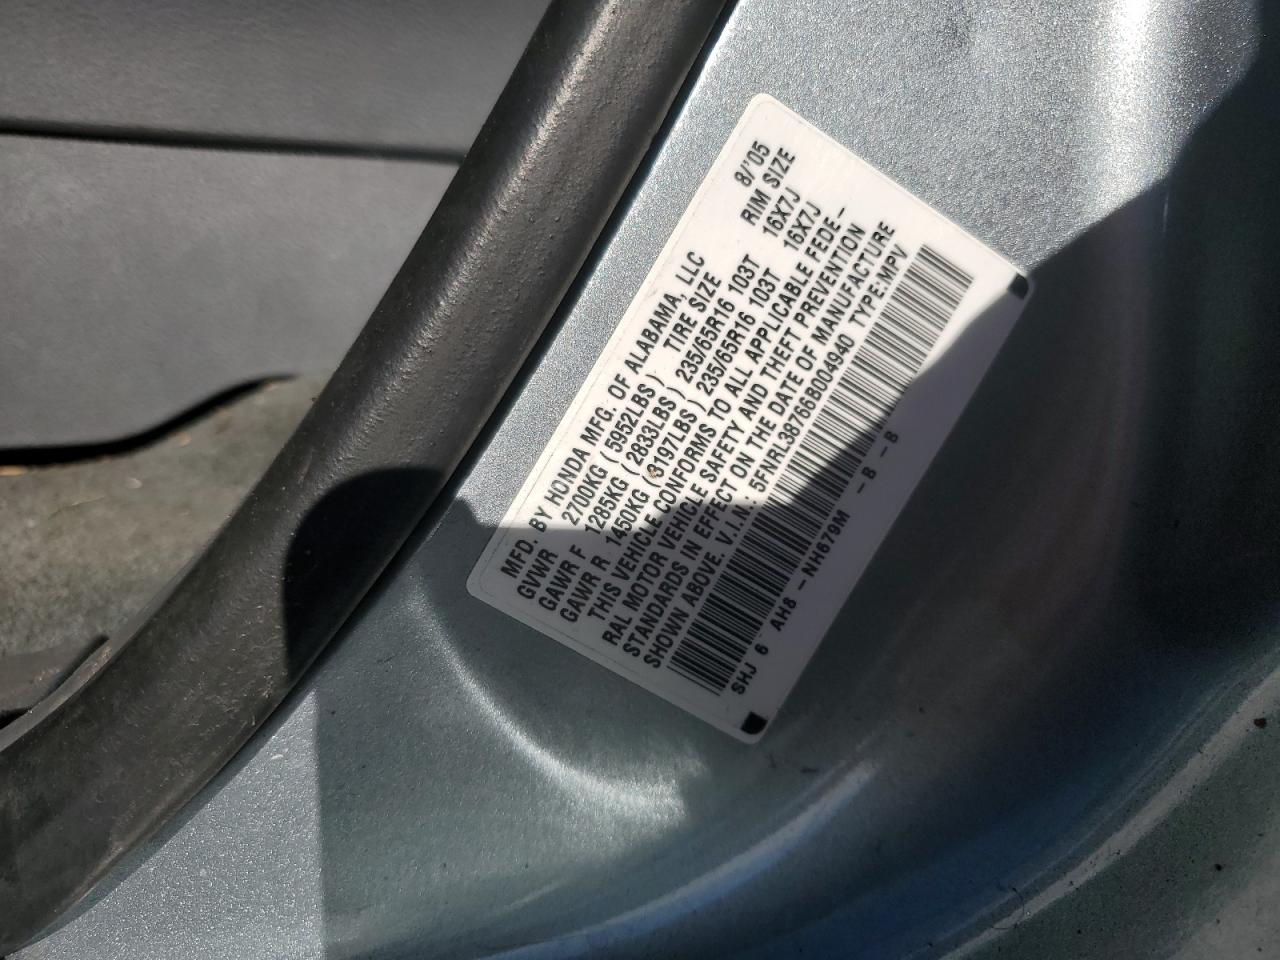 MFD. BY HONDA MFG. OF ALABAMA, LLC 8/'05
GVWR 2700KG (5952LBS) TIRE SIZE RIM SIZE
GAWR F 1285KG (2833LBS) 235/65R16 103T 16X7J
GAWR R 1450KG (3197LBS) 235/65R16 103T 16X7J
THIS VEHICLE CONFORMS TO ALL APPLICABLE FEDE-
RAL MOTOR VEHICLE SAFETY AND THEFT PREVENTION
STANDARDS IN EFFECT ON THE DATE OF MANUFACTURE
SHOWN ABOVE. V.I.N.: 5FNRL38766B004940 TYPE:MPV
SHJ 6 AH8 - NH679M - B - B